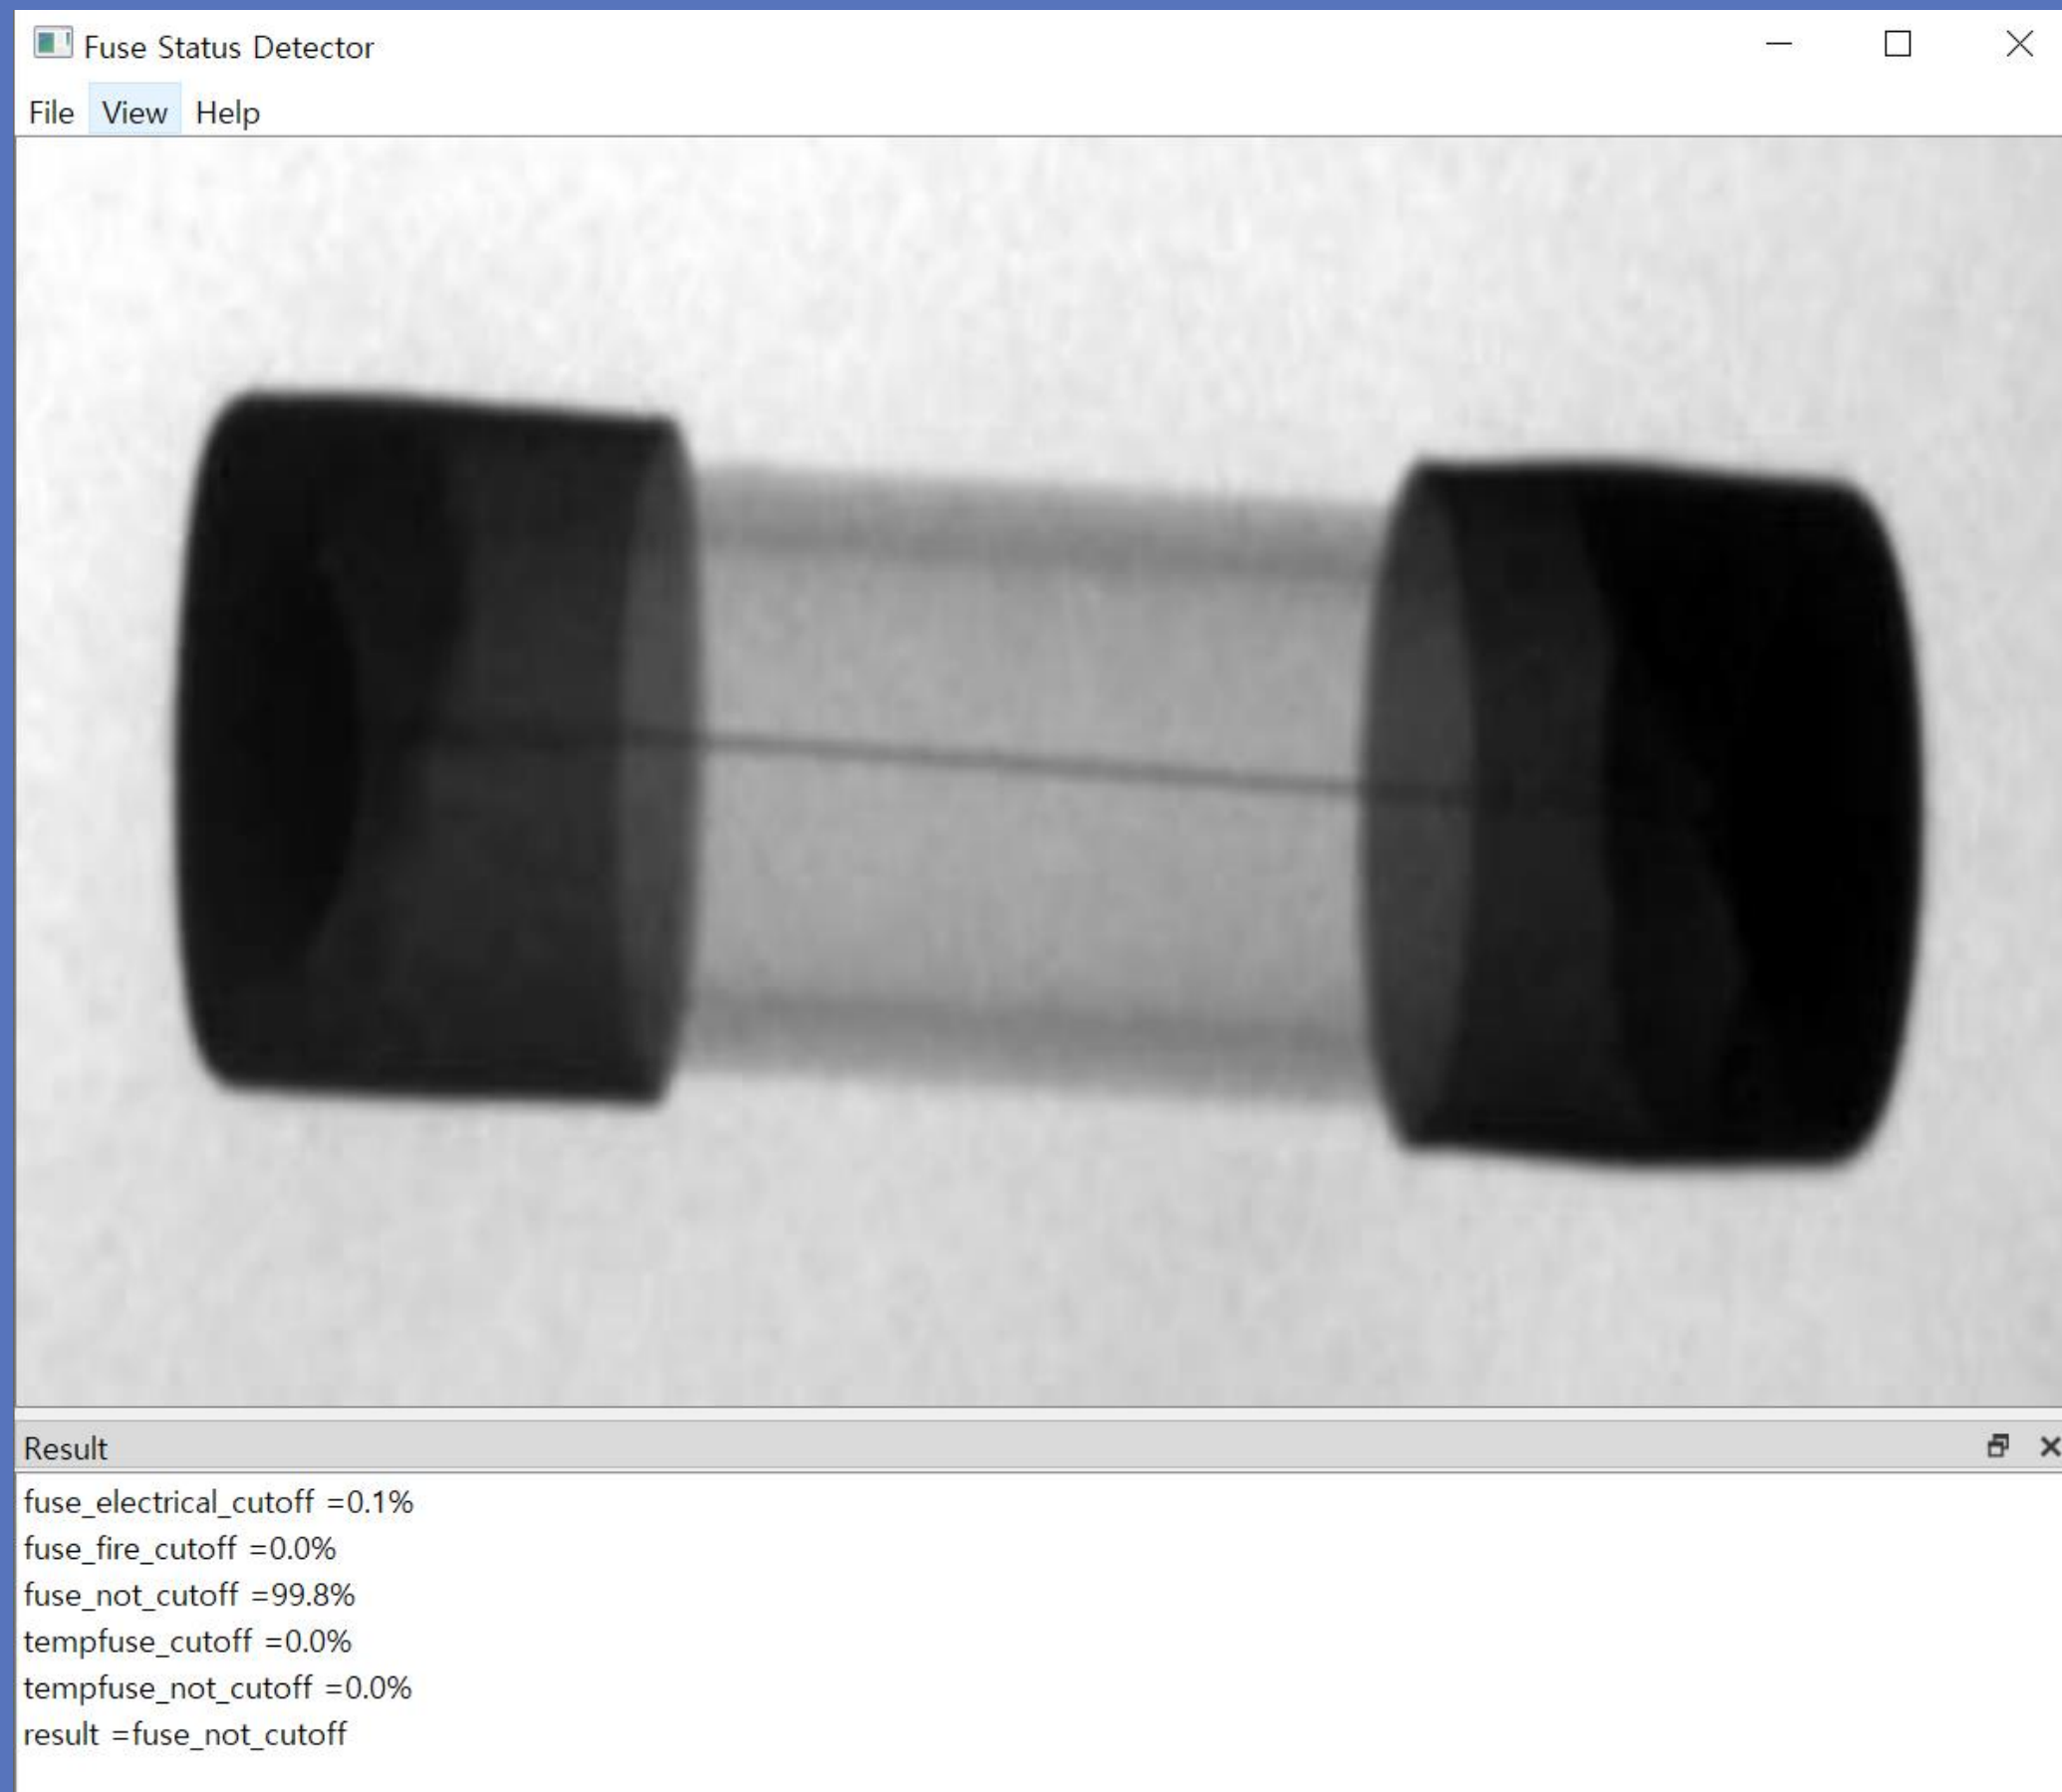 Fuse Status Detector
File View Help
Result
fuse_electrical_cutoff =0.1%
fuse_fire_cutoff =0.0%
fuse_not_cutoff =99.8%
tempfuse_cutoff =0.0%
tempfuse_not_cutoff =0.0%
result =fuse_not_cutoff